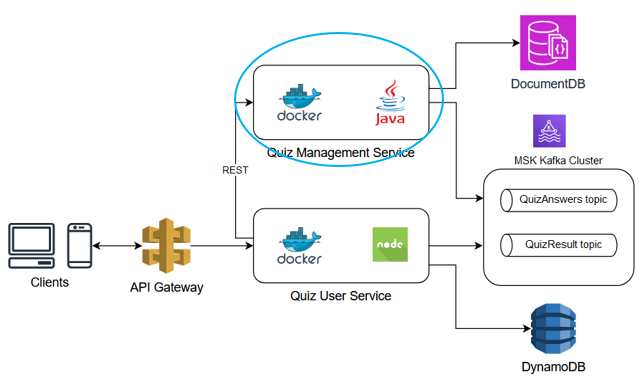 DocumentDB
docker
Java
Quiz Management Service
MSK Kafka Cluster
REST
QuizAnswers topic
QuizResult topic
docker
node
Clients
API Gateway
Quiz User Service
DynamoDB